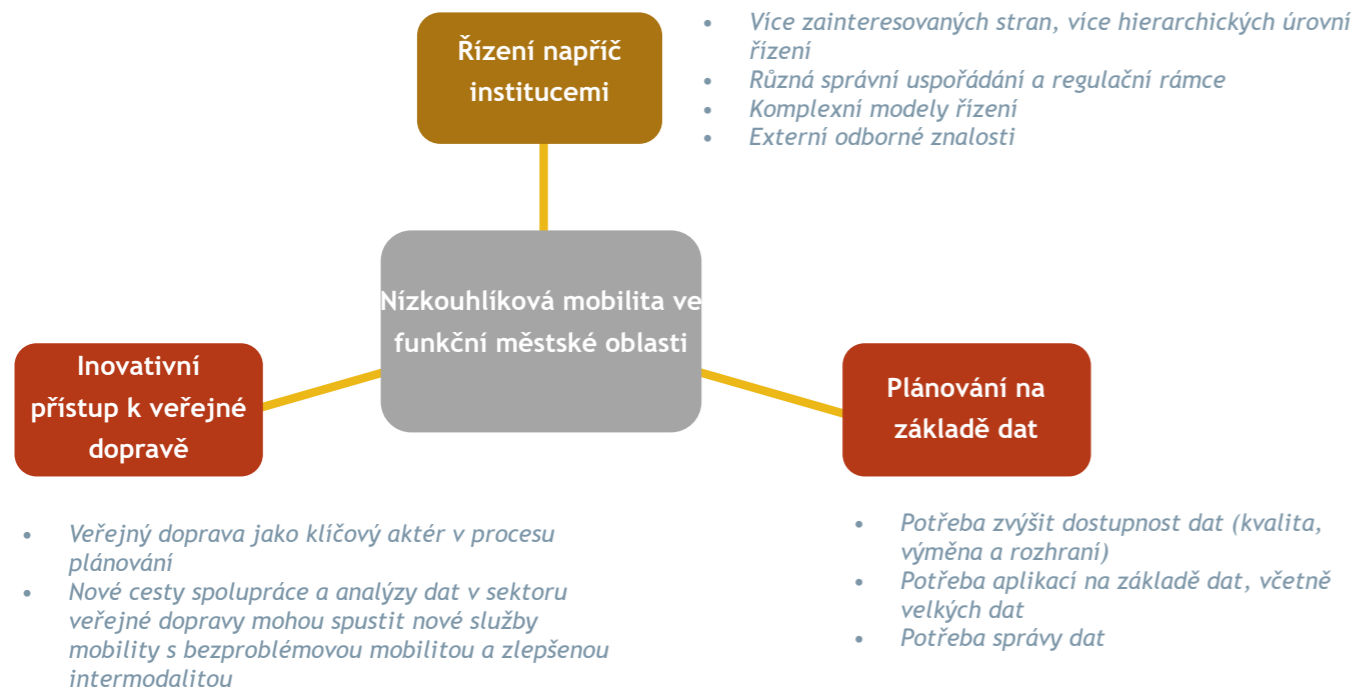 Řízení napříč
institucemi
• Více zainteresovaných stran, více hierarchických úrovní
řízení
• Různá správní uspořádání a regulační rámce
• Komplexní modely řízení
• Externí odborné znalosti
Nízkouhlíková mobilita ve
funkční městské oblasti
Inovativní
přístup k veřejné
dopravě
Plánování na
základě dat
• Veřejný doprava jako klíčový aktér v procesu
plánování
• Nové cesty spolupráce a analýzy dat v sektoru
veřejné dopravy mohou spustit nové služby
mobility s bezproblémovou mobilitou a zlepšenou
intermodalitou
• Potřeba zvýšit dostupnost dat (kvalita,
výměna a rozhraní)
• Potřeba aplikací na základě dat, včetně
velkých dat
• Potřeba správy dat